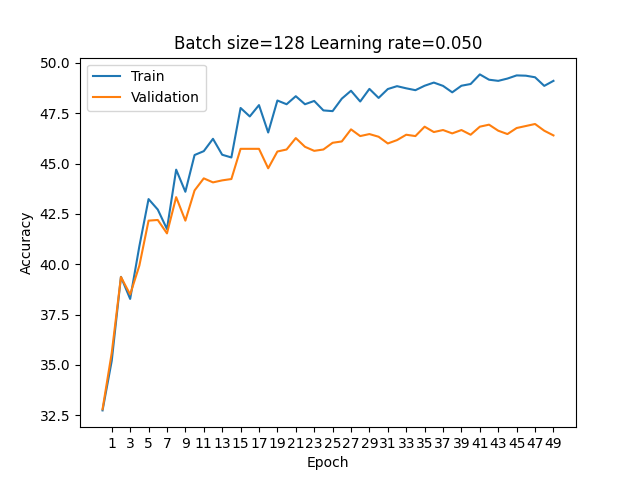 Batch size=128 Learning rate=0.050
Train
Validation
50.0
47.5
45.0
42.5
40.0
37.5
35.0
32.5
Accuracy
1 3 5 7 9 11 13 15 17 19 21 23 25 27 29 31 33 35 37 39 41 43 45 47 49
Epoch